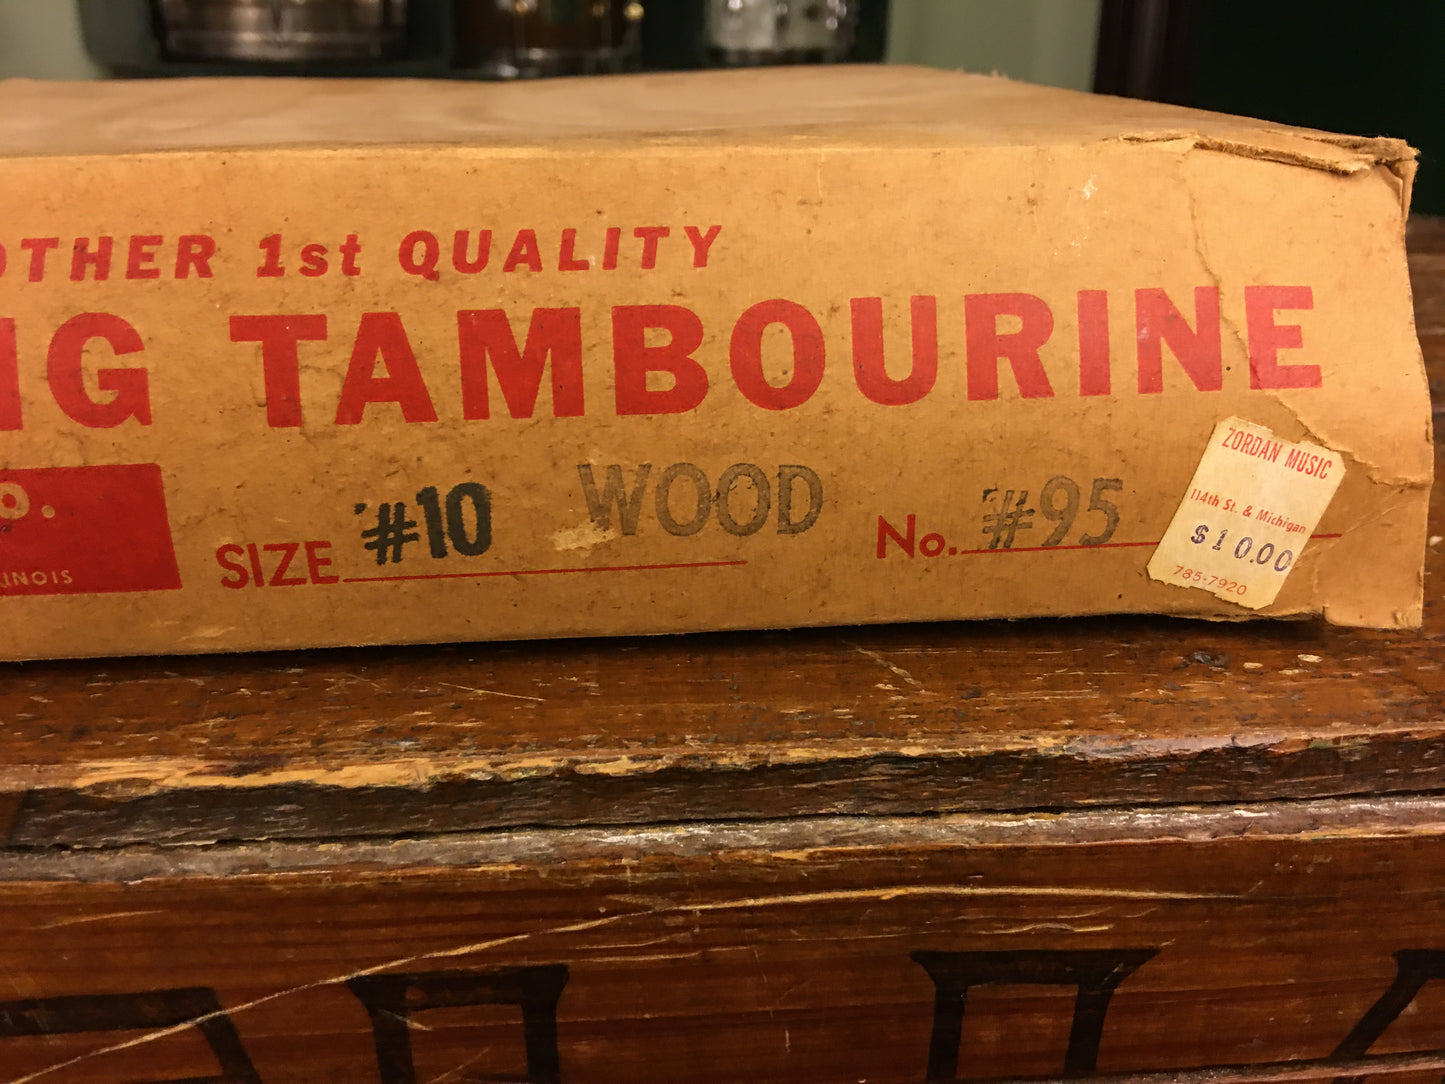 OTHER 1st QUALITY
NG TAMBOURINE
O.
INOIS
SIZE #10 WOOD No. #95
ZORDAN MUSIC
114th St. & Michigan
$10.00
785-7920